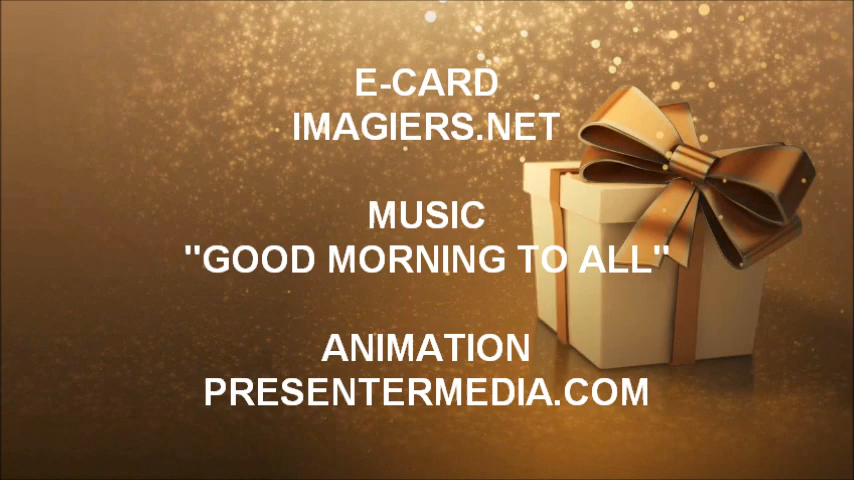 E-CARD
IMAGIERS.NET
MUSIC
"GOOD MORNING TO ALL"
ANIMATION
PRESENTERMEDIA.COM